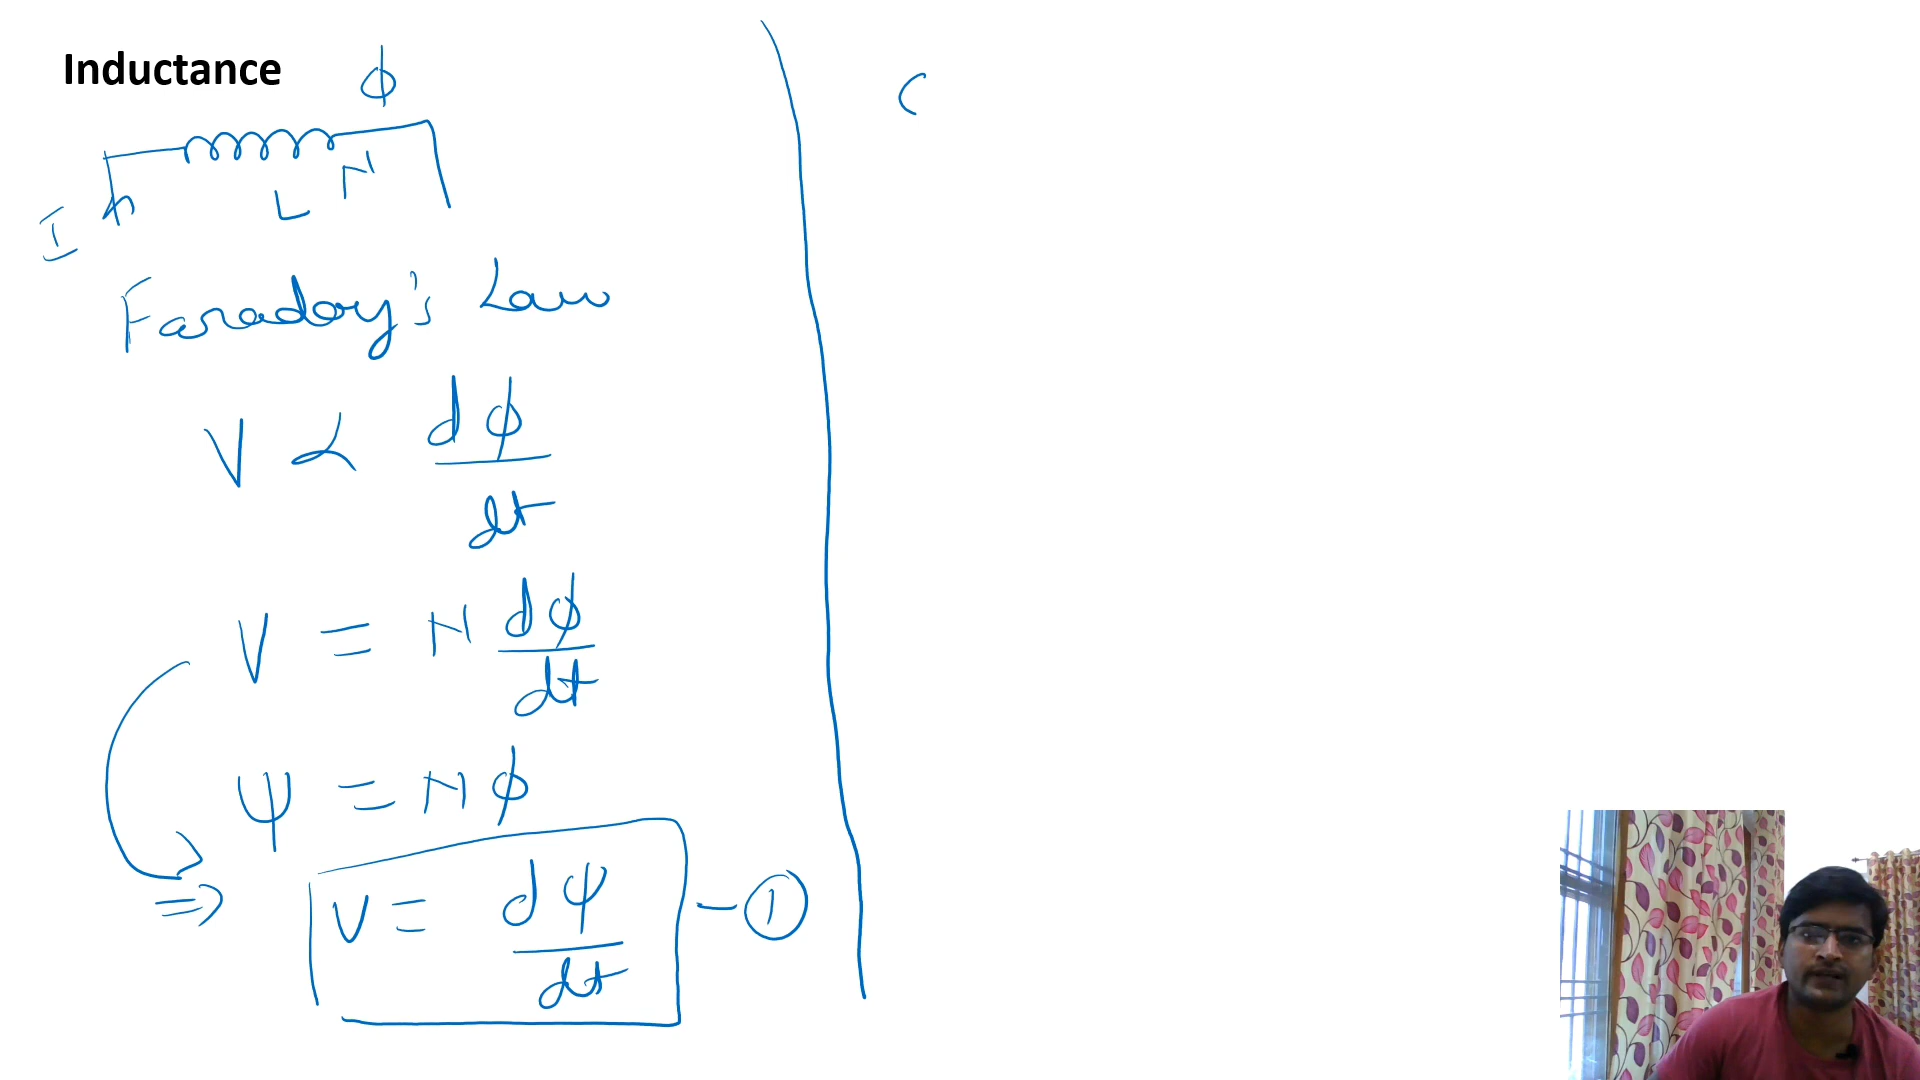 Inductance
ϕ
N
L
I
Faraday's Law
V ∝ dϕ/dt
V = N dϕ/dt
ψ = Nϕ
⇒ V = dψ/dt — ①
(